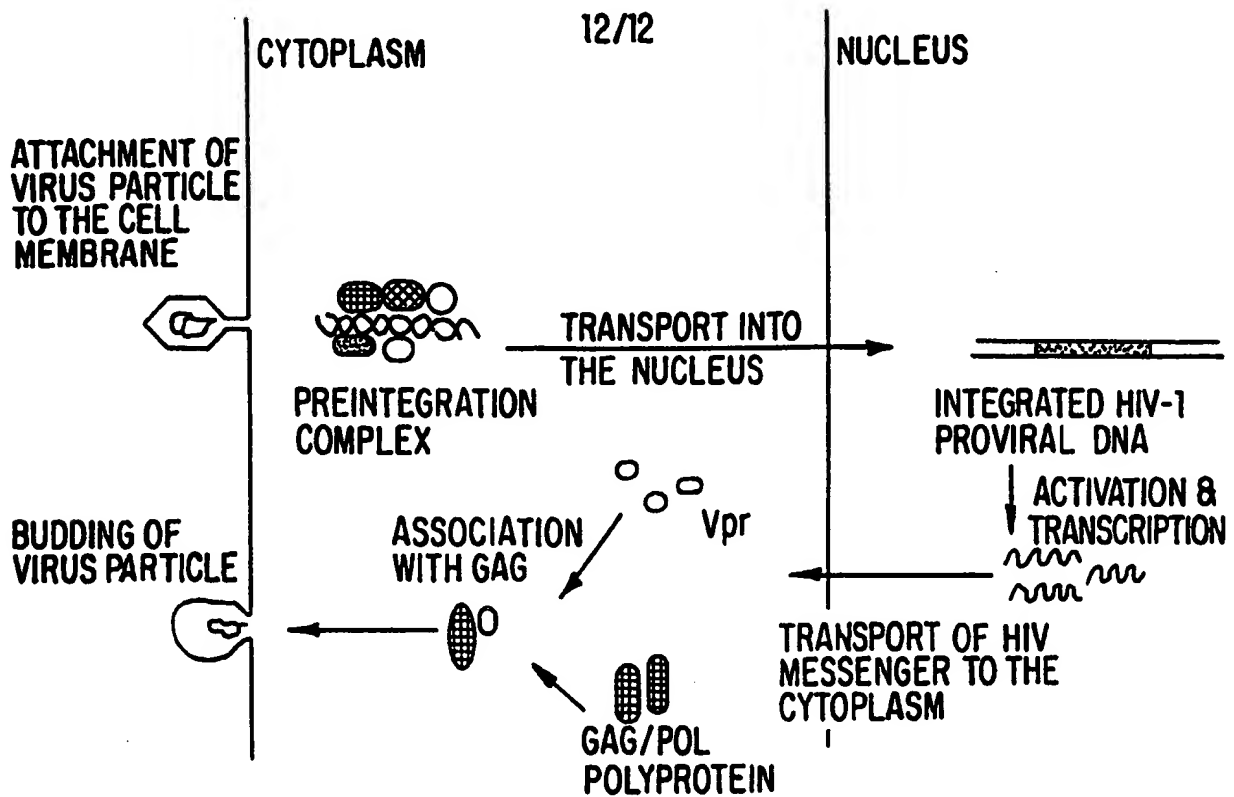 12/12
CYTOPLASM
NUCLEUS
ATTACHMENT OF
VIRUS PARTICLE
TO THE CELL
MEMBRANE
TRANSPORT INTO
THE NUCLEUS
PREINTEGRATION
COMPLEX
INTEGRATED HIV-1
PROVIRAL DNA
ACTIVATION &
TRANSCRIPTION
Vpr
ASSOCIATION
WITH GAG
BUDDING OF
VIRUS PARTICLE
TRANSPORT OF HIV
MESSENGER TO THE
CYTOPLASM
GAG/POL
POLYPROTEIN